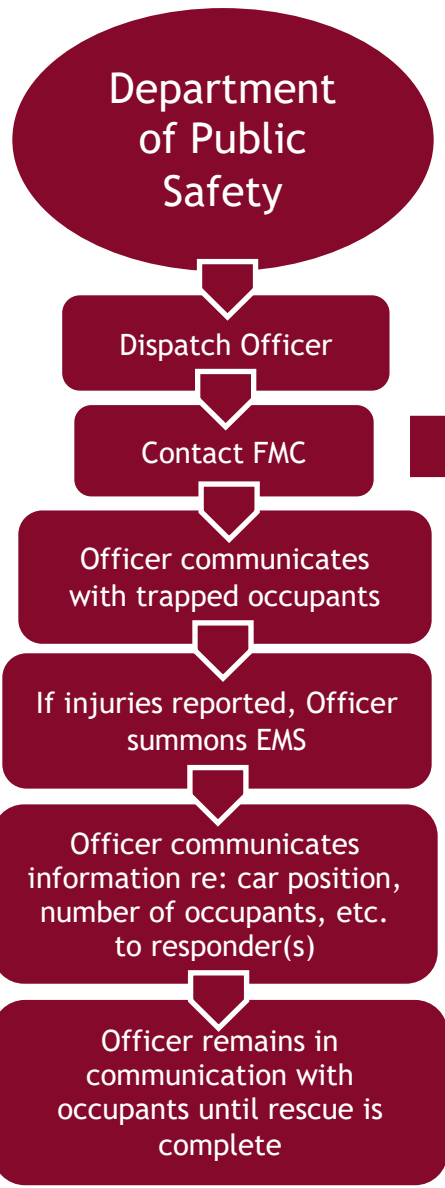 Department
of Public
Safety
Dispatch Officer
Contact FMC
Officer communicates
with trapped occupants
If injuries reported, Officer
summons EMS
Officer communicates
information re: car position,
number of occupants, etc.
to responder(s)
Officer remains in
communication with
occupants until rescue is
complete